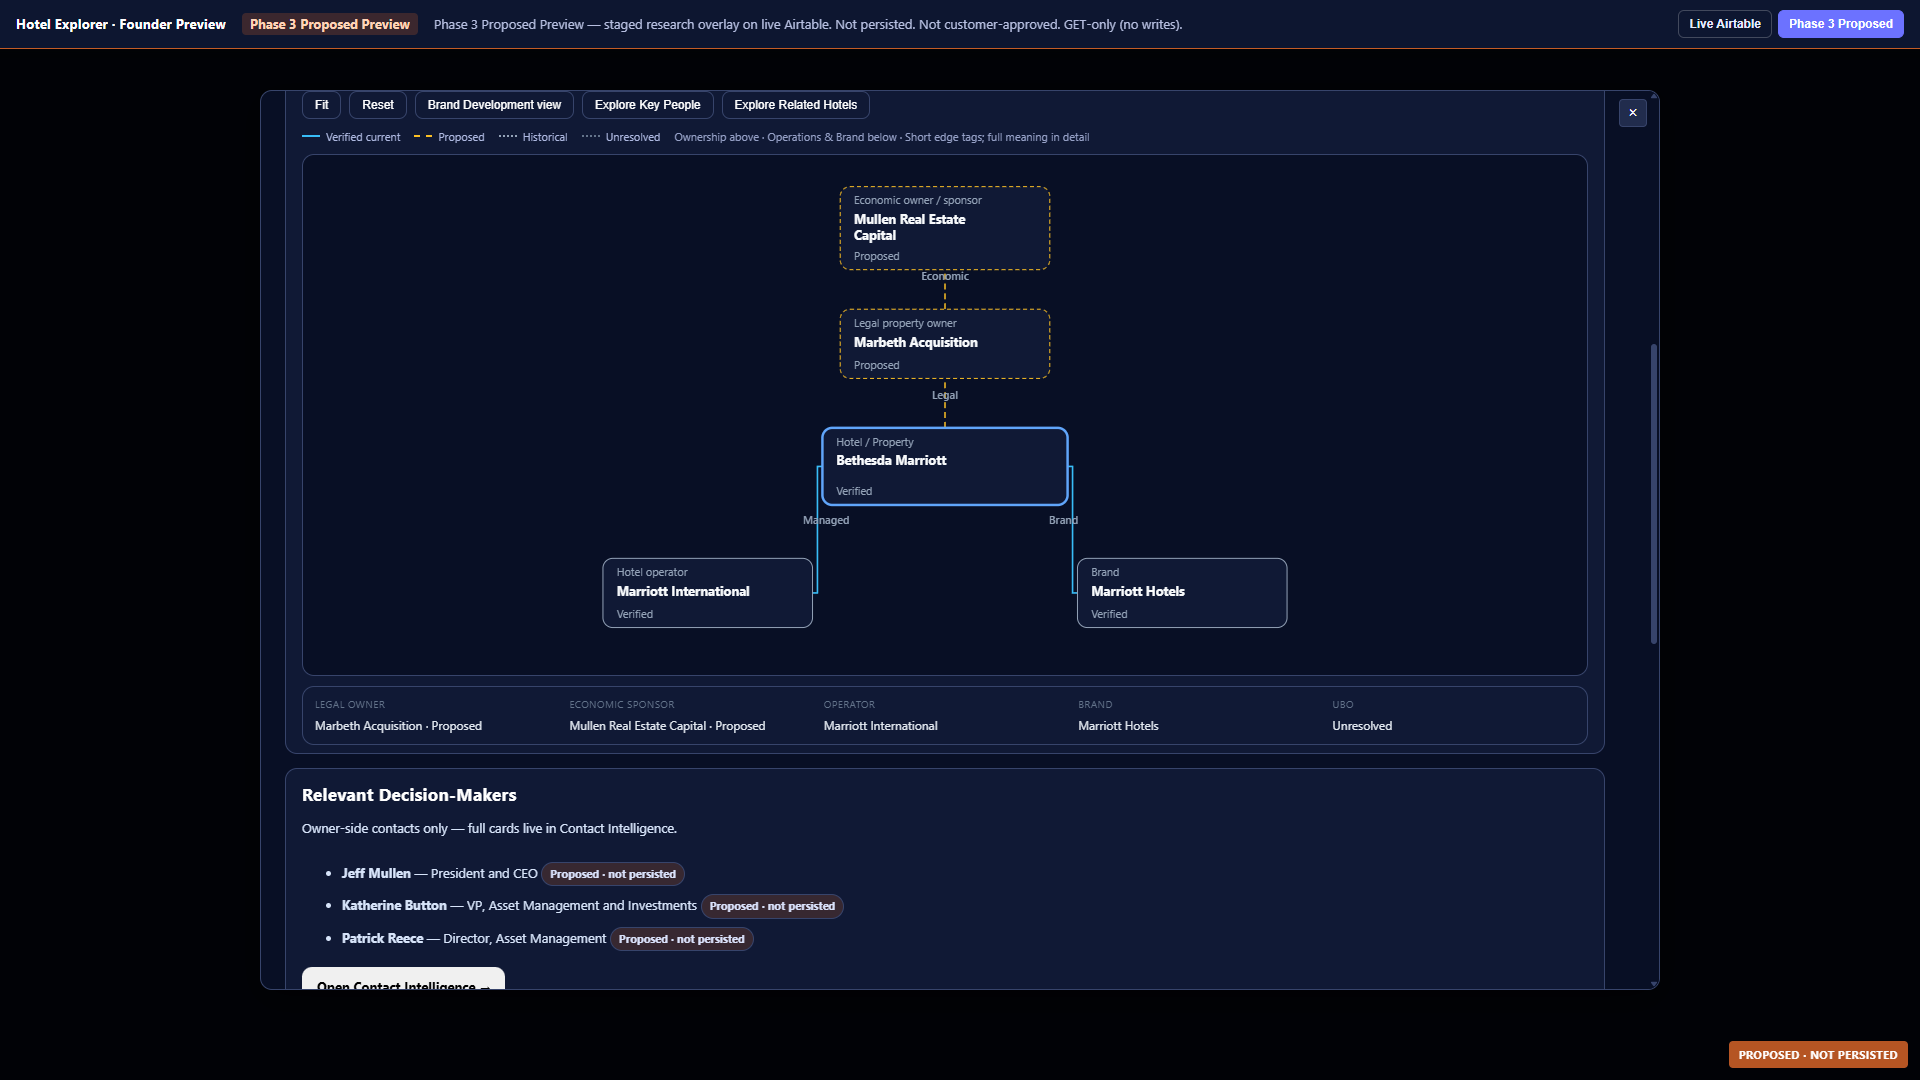 Hotel Explorer · Founder Preview
Phase 3 Proposed Preview
Phase 3 Proposed Preview — staged research overlay on live Airtable. Not persisted. Not customer-approved. GET-only (no writes).
Live Airtable
Phase 3 Proposed
Fit
Reset
Brand Development view
Explore Key People
Explore Related Hotels
×
Verified current
Proposed
Historical
Unresolved
Ownership above · Operations & Brand below · Short edge tags; full meaning in detail
Economic owner / sponsor
Mullen Real Estate
Capital
Proposed
Economic
Legal property owner
Marbeth Acquisition
Proposed
Legal
Hotel / Property
Bethesda Marriott
Verified
Managed
Brand
Hotel operator
Marriott International
Verified
Brand
Marriott Hotels
Verified
LEGAL OWNER
Marbeth Acquisition · Proposed
ECONOMIC SPONSOR
Mullen Real Estate Capital · Proposed
OPERATOR
Marriott International
BRAND
Marriott Hotels
UBO
Unresolved
Relevant Decision-Makers
Owner-side contacts only — full cards live in Contact Intelligence.
• Jeff Mullen — President and CEO Proposed · not persisted
• Katherine Button — VP, Asset Management and Investments Proposed · not persisted
• Patrick Reece — Director, Asset Management Proposed · not persisted
Open Contact Intelligence →
PROPOSED · NOT PERSISTED